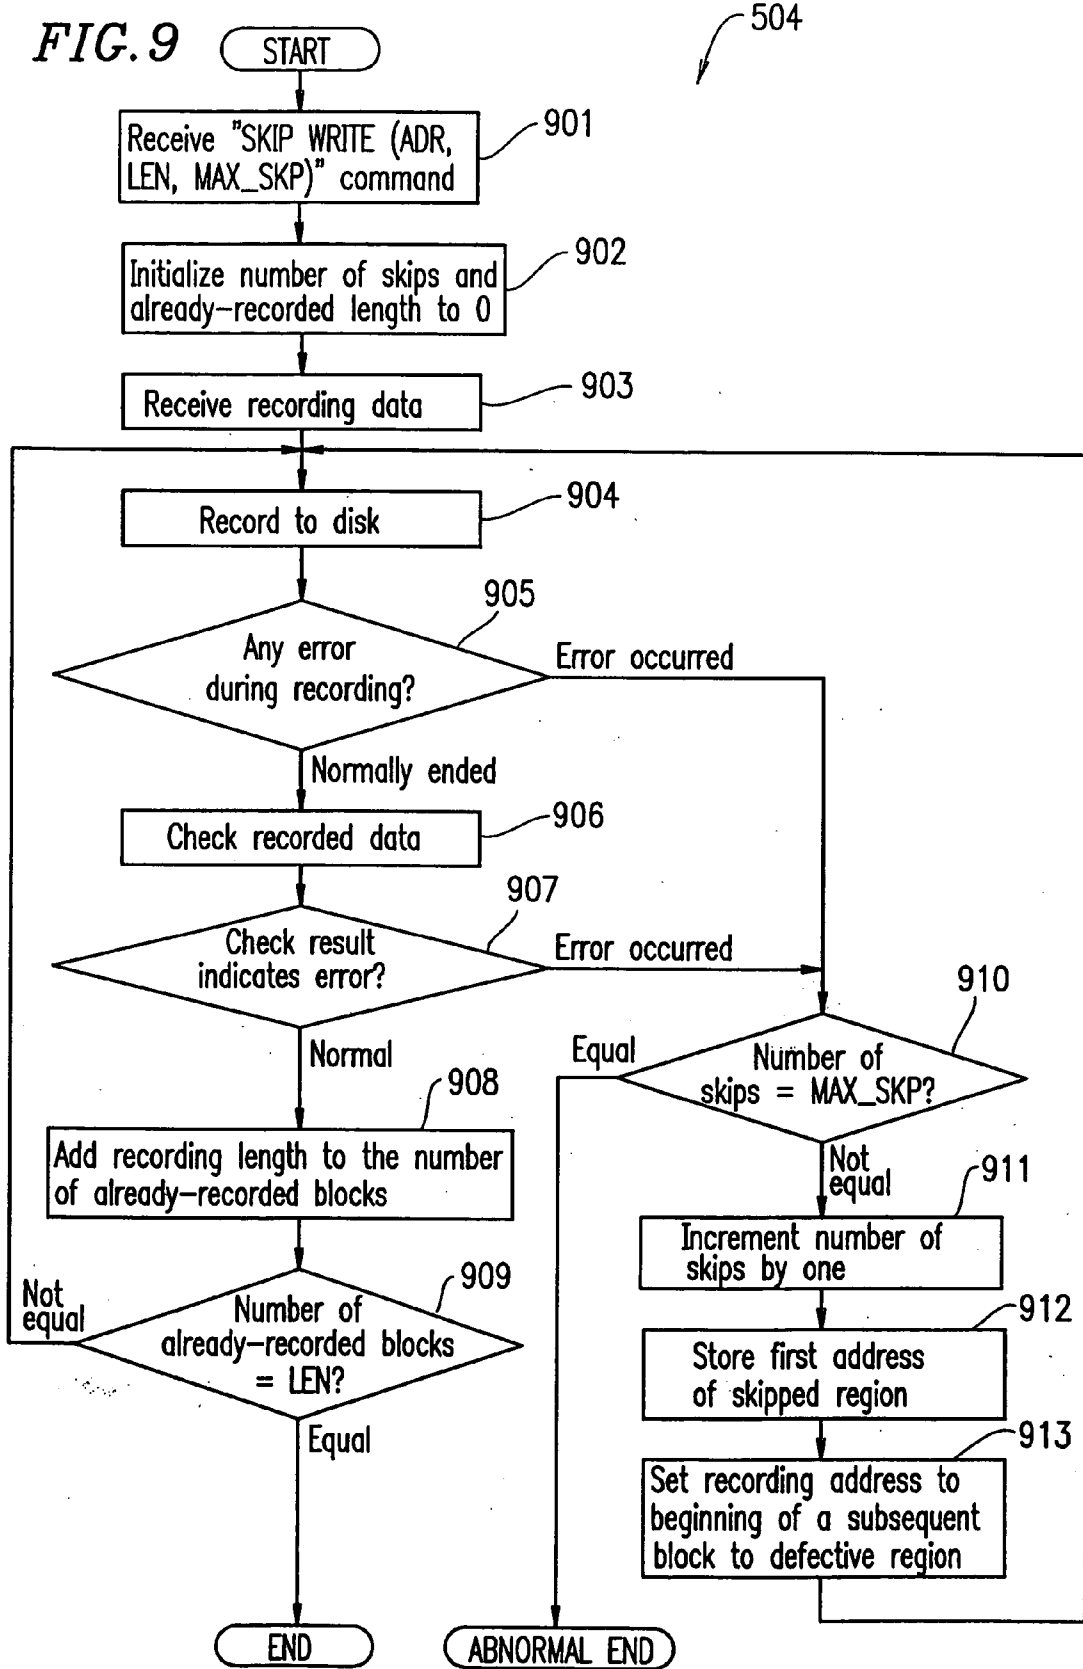 FIG. 9
504
START
901
Receive "SKIP WRITE (ADR,
LEN, MAX_SKP)" command
902
Initialize number of skips and
already-recorded length to 0
903
Receive recording data
904
Record to disk
905
Any error
during recording?
Error occurred
Normally ended
906
Check recorded data
907
Check result
indicates error?
Error occurred
Normal
908
Add recording length to the number
of already-recorded blocks
909
Number of
already-recorded blocks
= LEN?
Not
equal
Equal
END
910
Number of
skips = MAX_SKP?
Equal
Not
equal
911
Increment number of
skips by one
912
Store first address
of skipped region
913
Set recording address to
beginning of a subsequent
block to defective region
ABNORMAL END